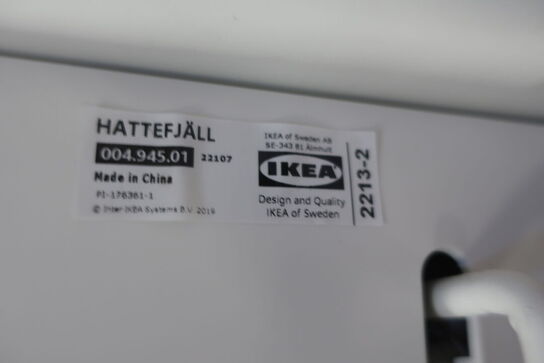 HATTEFJÄLL
004.945.01 22107
Made in China
PI-176361-1
© Inter IKEA Systems B.V. 2019
IKEA of Sweden AB
SE-343 81 Älmhult
IKEA
Design and Quality
IKEA of Sweden
2213-2